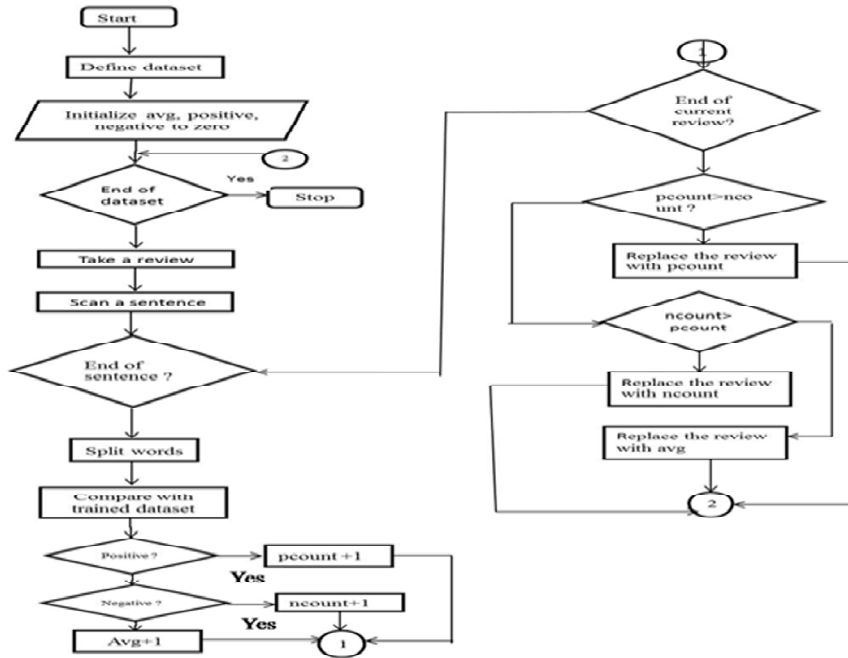 Start
Define dataset
Initialize avg, positive,
negative to zero
2
End of
dataset
Yes
Stop
Take a review
Scan a sentence
End of
sentence ?
Split words
Compare with
trained dataset
Positive ?
Yes
pcount +1
Negative ?
Yes
ncount+1
Avg+1
1
1
End of
current
review?
pcount>nco
unt ?
Replace the review
with pcount
ncount>
pcount
Replace the review
with ncount
Replace the review
with avg
2